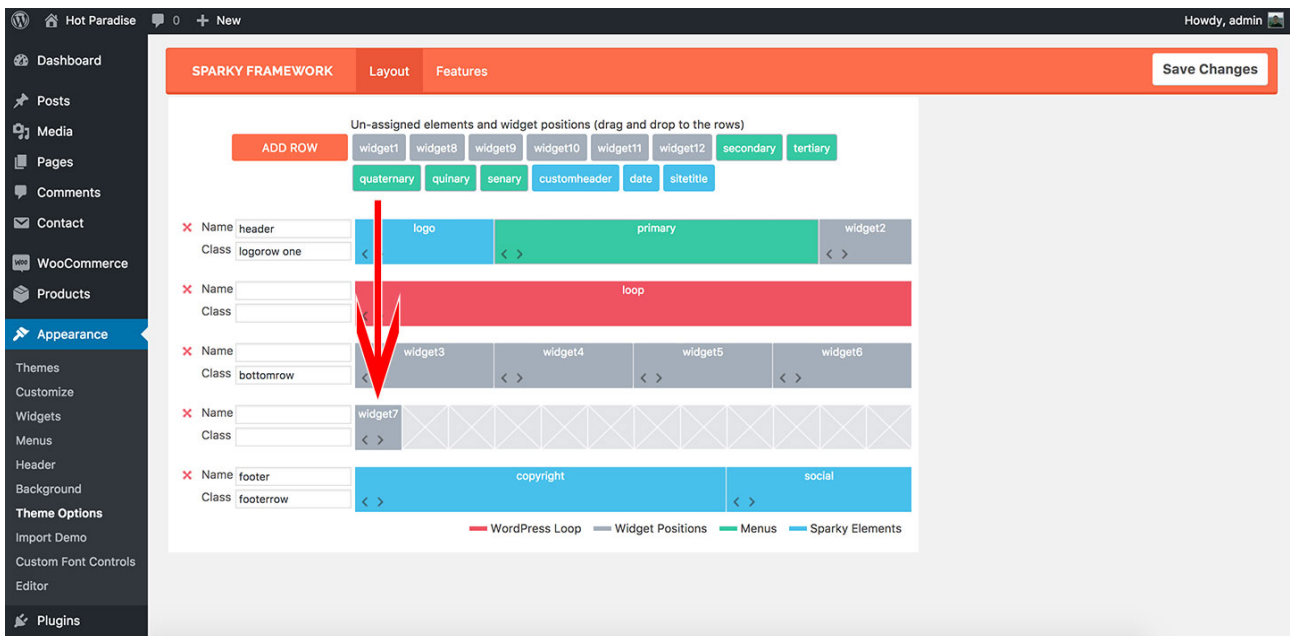 Hot Paradise 0 + New Howdy, admin
Dashboard
Posts
Media
Pages
Comments
Contact
WooCommerce
Products
Appearance
Themes
Customize
Widgets
Menus
Header
Background
Theme Options
Import Demo
Custom Font Controls
Editor
Plugins
SPARKY FRAMEWORK Layout Features Save Changes
Un-assigned elements and widget positions (drag and drop to the rows)
ADD ROW widget1 widget8 widget9 widget10 widget11 widget12 secondary tertiary
quaternary quinary senary customheader date sitetitle
Name header logo primary widget2
Class logorow one
Name loop
Class
Name widget3 widget4 widget5 widget6
Class bottomrow
Name widget7
Class
Name footer copyright social
Class footerrow
WordPress Loop Widget Positions Menus Sparky Elements